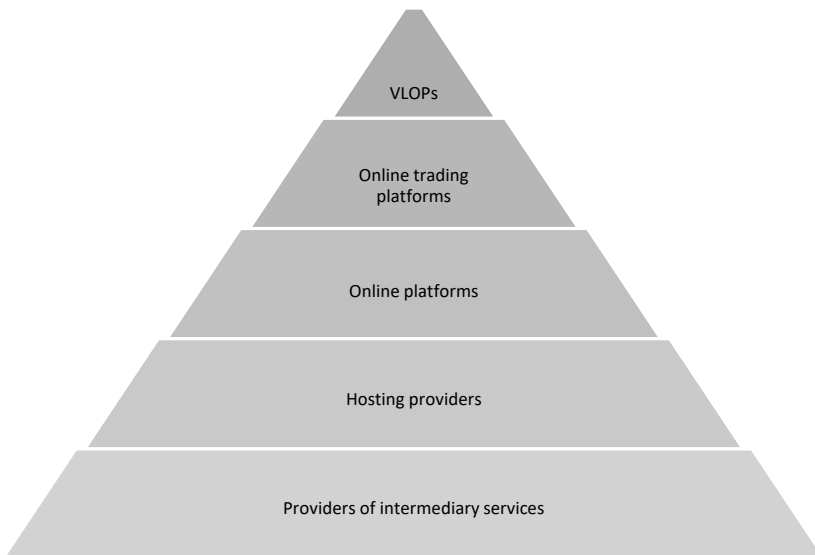 VLOPs
Online trading
platforms
Online platforms
Hosting providers
Providers of intermediary services